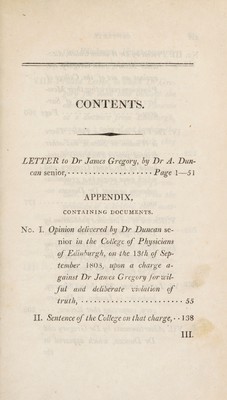 CONTENTS.
LETTER to Dr James Gregory, by Dr A. Dun-
can senior, ···················· Page 1—51
APPENDIX,
CONTAINING DOCUMENTS.
No. I. Opinion delivered by Dr Duncan se-
nior in the College of Physicians
of Edinburgh, on the 13th of Sep-
tember 1808, upon a charge a-
gainst Dr James Gregory for wil-
ful and deliberate violation of
truth, ···················· 55
II. Sentence of the College on that charge, ·· 138
III.